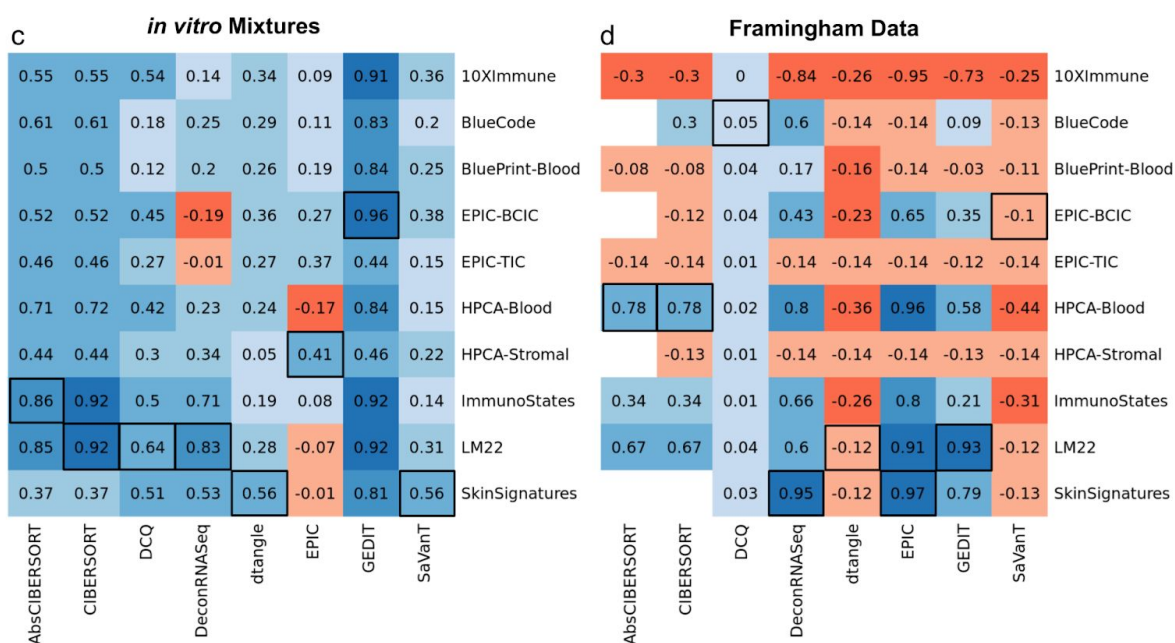 c
in vitro Mixtures
0.55 0.55 0.54 0.14 0.34 0.09 0.91 0.36 10XImmune
0.61 0.61 0.18 0.25 0.29 0.11 0.83 0.2 BlueCode
0.5 0.5 0.12 0.2 0.26 0.19 0.84 0.25 BluePrint-Blood
0.52 0.52 0.45 -0.19 0.36 0.27 0.96 0.38 EPIC-BCIC
0.46 0.46 0.27 -0.01 0.27 0.37 0.44 0.15 EPIC-TIC
0.71 0.72 0.42 0.23 0.24 -0.17 0.84 0.15 HPCA-Blood
0.44 0.44 0.3 0.34 0.05 0.41 0.46 0.22 HPCA-Stromal
0.86 0.92 0.5 0.71 0.19 0.08 0.92 0.14 ImmunoStates
0.85 0.92 0.64 0.83 0.28 -0.07 0.92 0.31 LM22
0.37 0.37 0.51 0.53 0.56 -0.01 0.81 0.56 SkinSignatures
AbsCIBERSORT
CIBERSORT
DCQ
DeconRNASeq
dtangle
EPIC
GEDIT
SaVanT
d
Framingham Data
-0.3 -0.3 0 -0.84 -0.26 -0.95 -0.73 -0.25 10XImmune
0.3 0.05 0.6 -0.14 -0.14 0.09 -0.13 BlueCode
-0.08 -0.08 0.04 0.17 -0.16 -0.14 -0.03 -0.11 BluePrint-Blood
-0.12 0.04 0.43 -0.23 0.65 0.35 -0.1 EPIC-BCIC
-0.14 -0.14 0.01 -0.14 -0.14 -0.14 -0.12 -0.14 EPIC-TIC
0.78 0.78 0.02 0.8 -0.36 0.96 0.58 -0.44 HPCA-Blood
-0.13 0.01 -0.14 -0.14 -0.14 -0.13 -0.14 HPCA-Stromal
0.34 0.34 0.01 0.66 -0.26 0.8 0.21 -0.31 ImmunoStates
0.67 0.67 0.04 0.6 -0.12 0.91 0.93 -0.12 LM22
0.03 0.95 -0.12 0.97 0.79 -0.13 SkinSignatures
AbsCIBERSORT
CIBERSORT
DCQ
DeconRNASeq
dtangle
EPIC
GEDIT
SaVanT